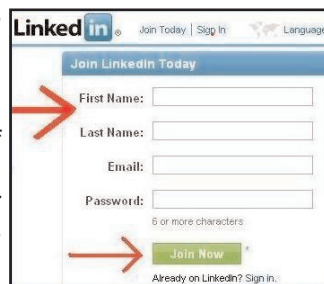 Linked in ® Join Today | Sign In Language
Join LinkedIn Today
First Name:
Last Name:
Email:
Password:
6 or more characters
Join Now *
Already on LinkedIn? Sign in.